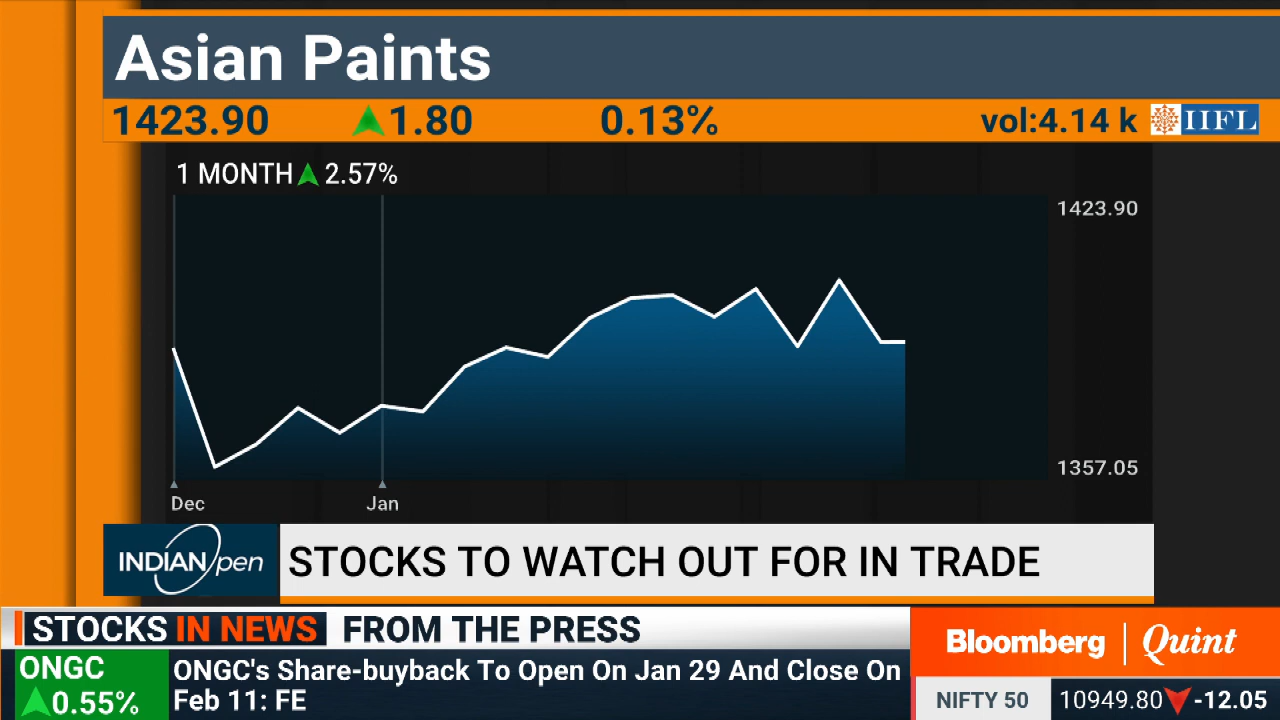 Asian Paints
1423.90 1.80 0.13% vol:4.14 k IIFL
1 MONTH 2.57%
1423.90
1357.05
Dec Jan
INDIAN Open STOCKS TO WATCH OUT FOR IN TRADE
STOCKS IN NEWS FROM THE PRESS
ONGC
0.55%
ONGC's Share-buyback To Open On Jan 29 And Close On
Feb 11: FE
Bloomberg | Quint
NIFTY 50 10949.80 -12.05